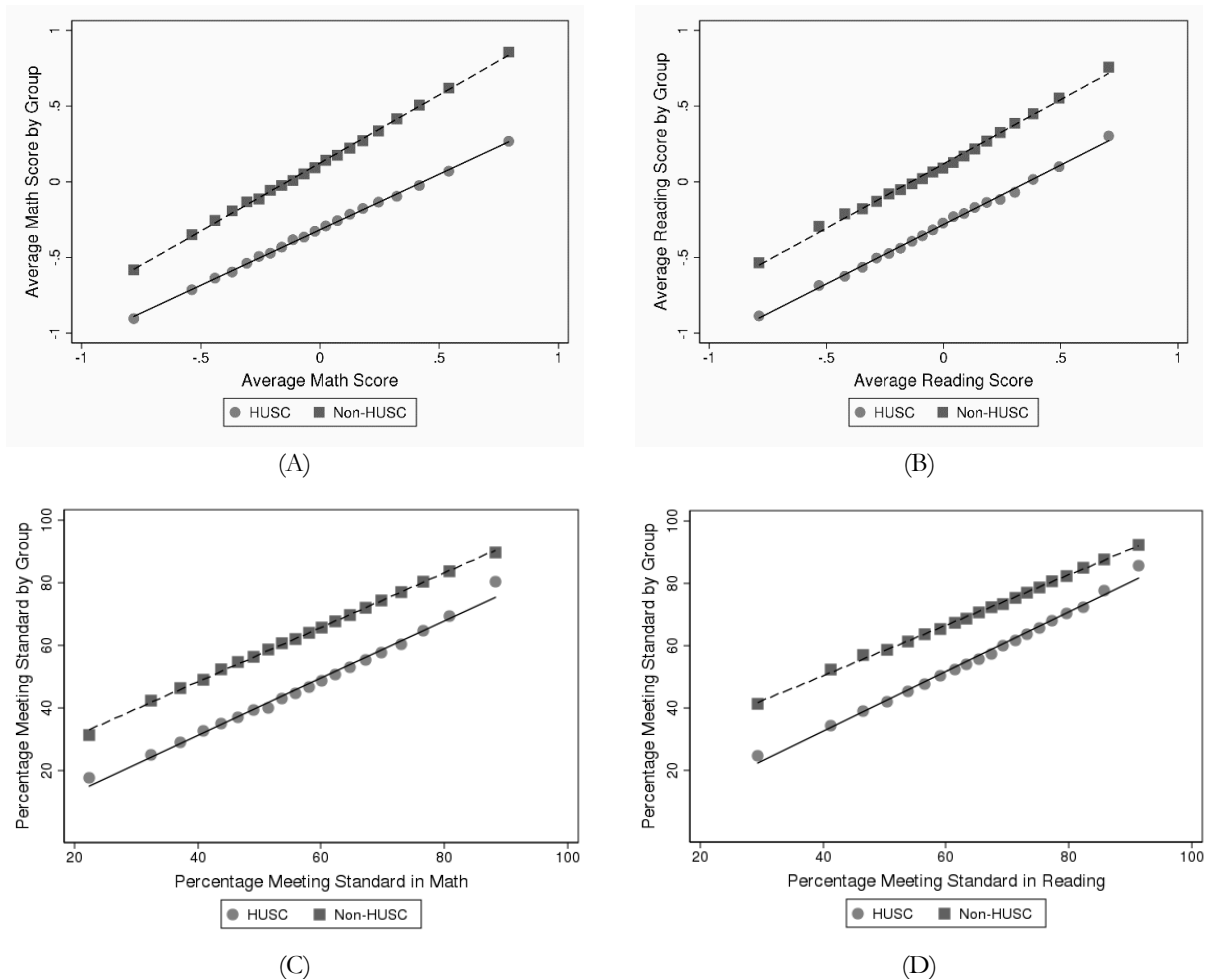 Average Math Score by Group
1
.5
0
-.5
-1
-1
-.5
0
.5
1
Average Math Score
HUSC
Non-HUSC
(A)
Average Reading Score by Group
1
.5
0
-.5
-1
-1
-.5
0
.5
1
Average Reading Score
HUSC
Non-HUSC
(B)
Percentage Meeting Standard by Group
100
80
60
40
20
20
40
60
80
100
Percentage Meeting Standard in Math
HUSC
Non-HUSC
(C)
Percentage Meeting Standard by Group
100
80
60
40
20
20
40
60
80
100
Percentage Meeting Standard in Reading
HUSC
Non-HUSC
(D)